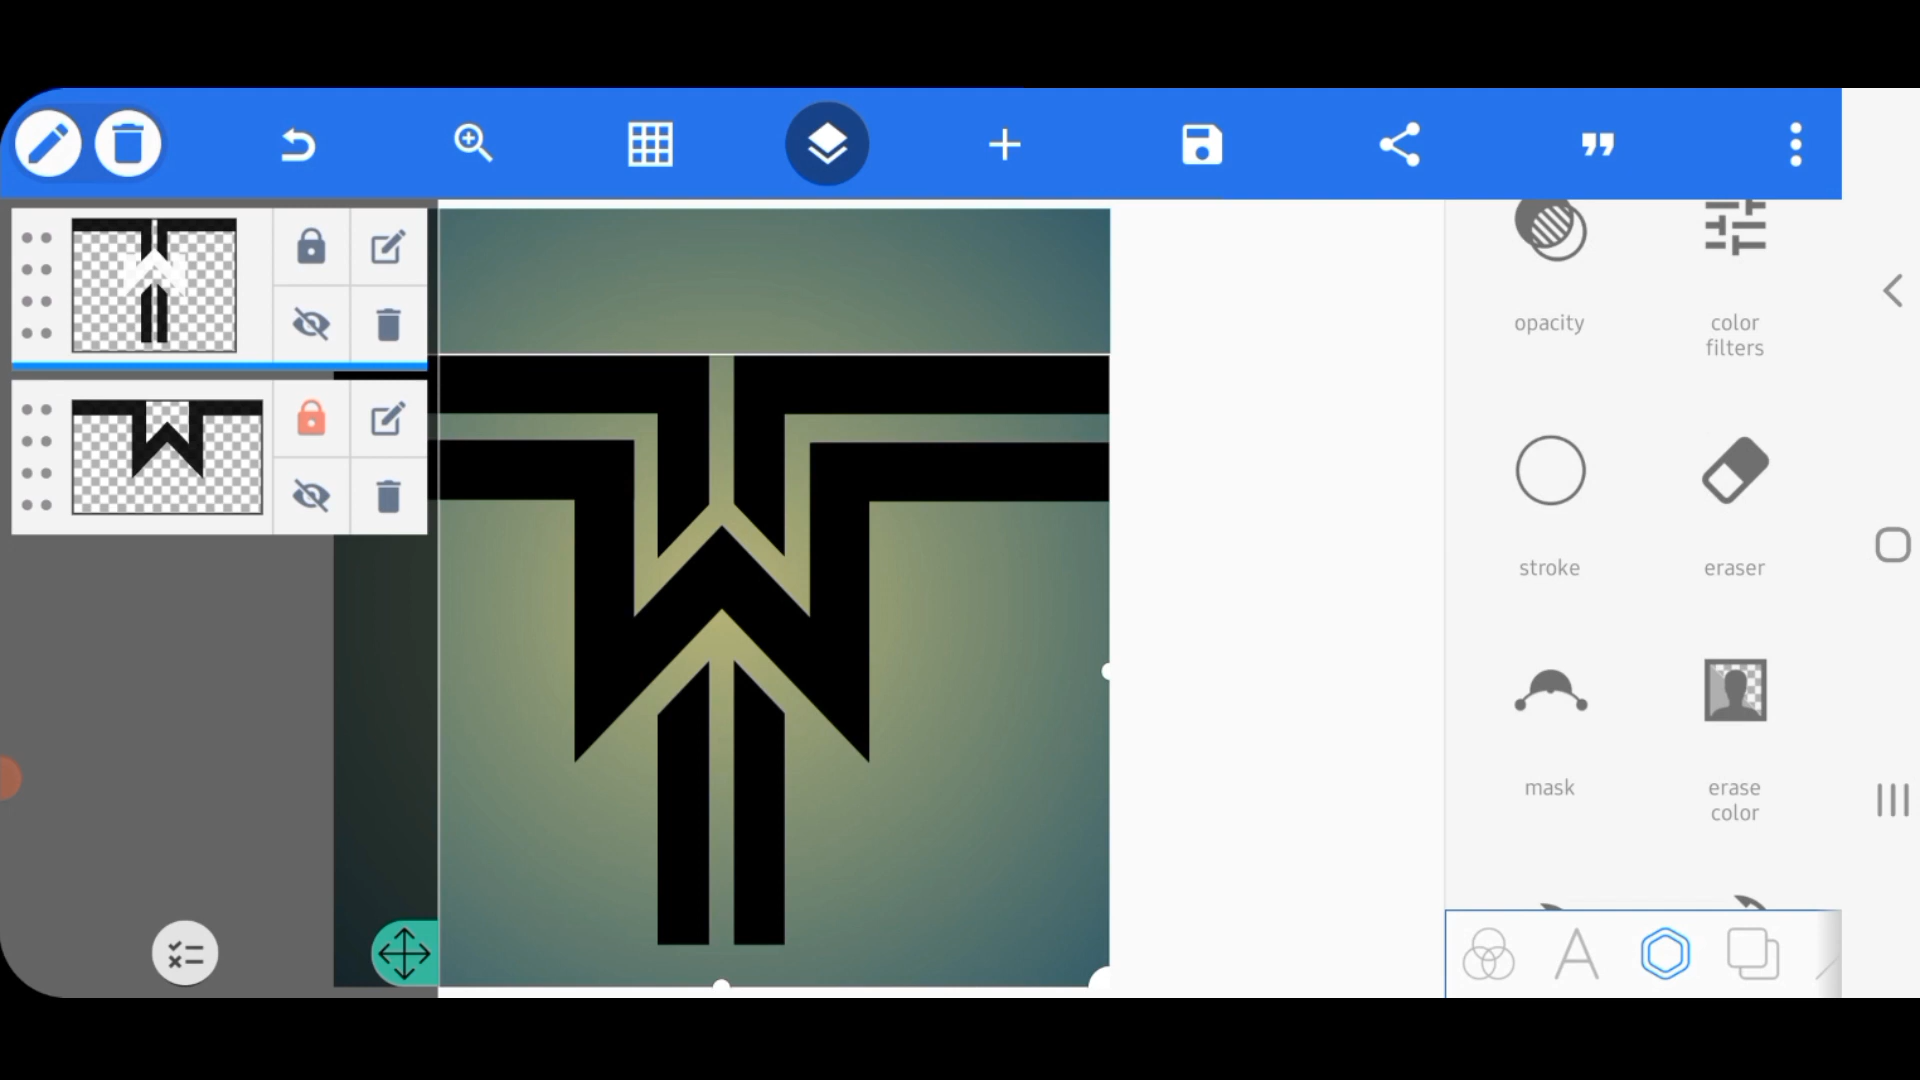 opacity
color
filters
stroke
eraser
mask
erase
color